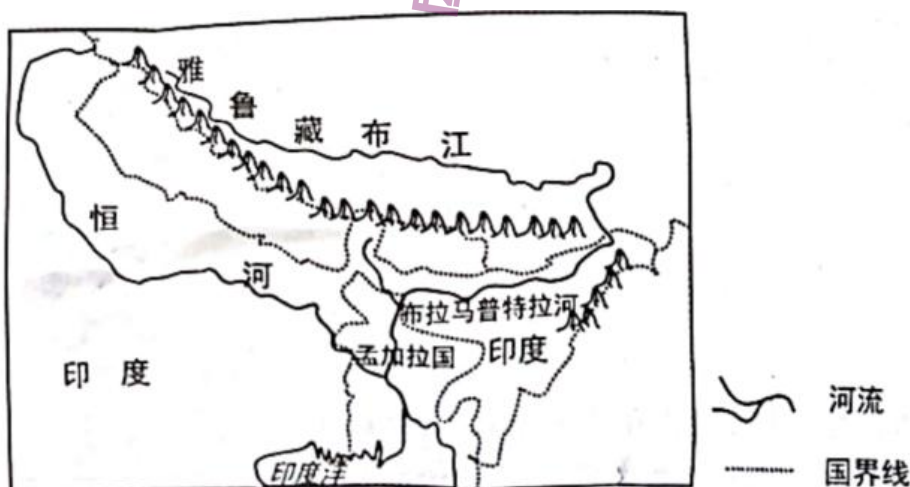 雅鲁藏布江
恒河
布拉马普特拉河
孟加拉国
印度
印度
印度洋
河流
国界线